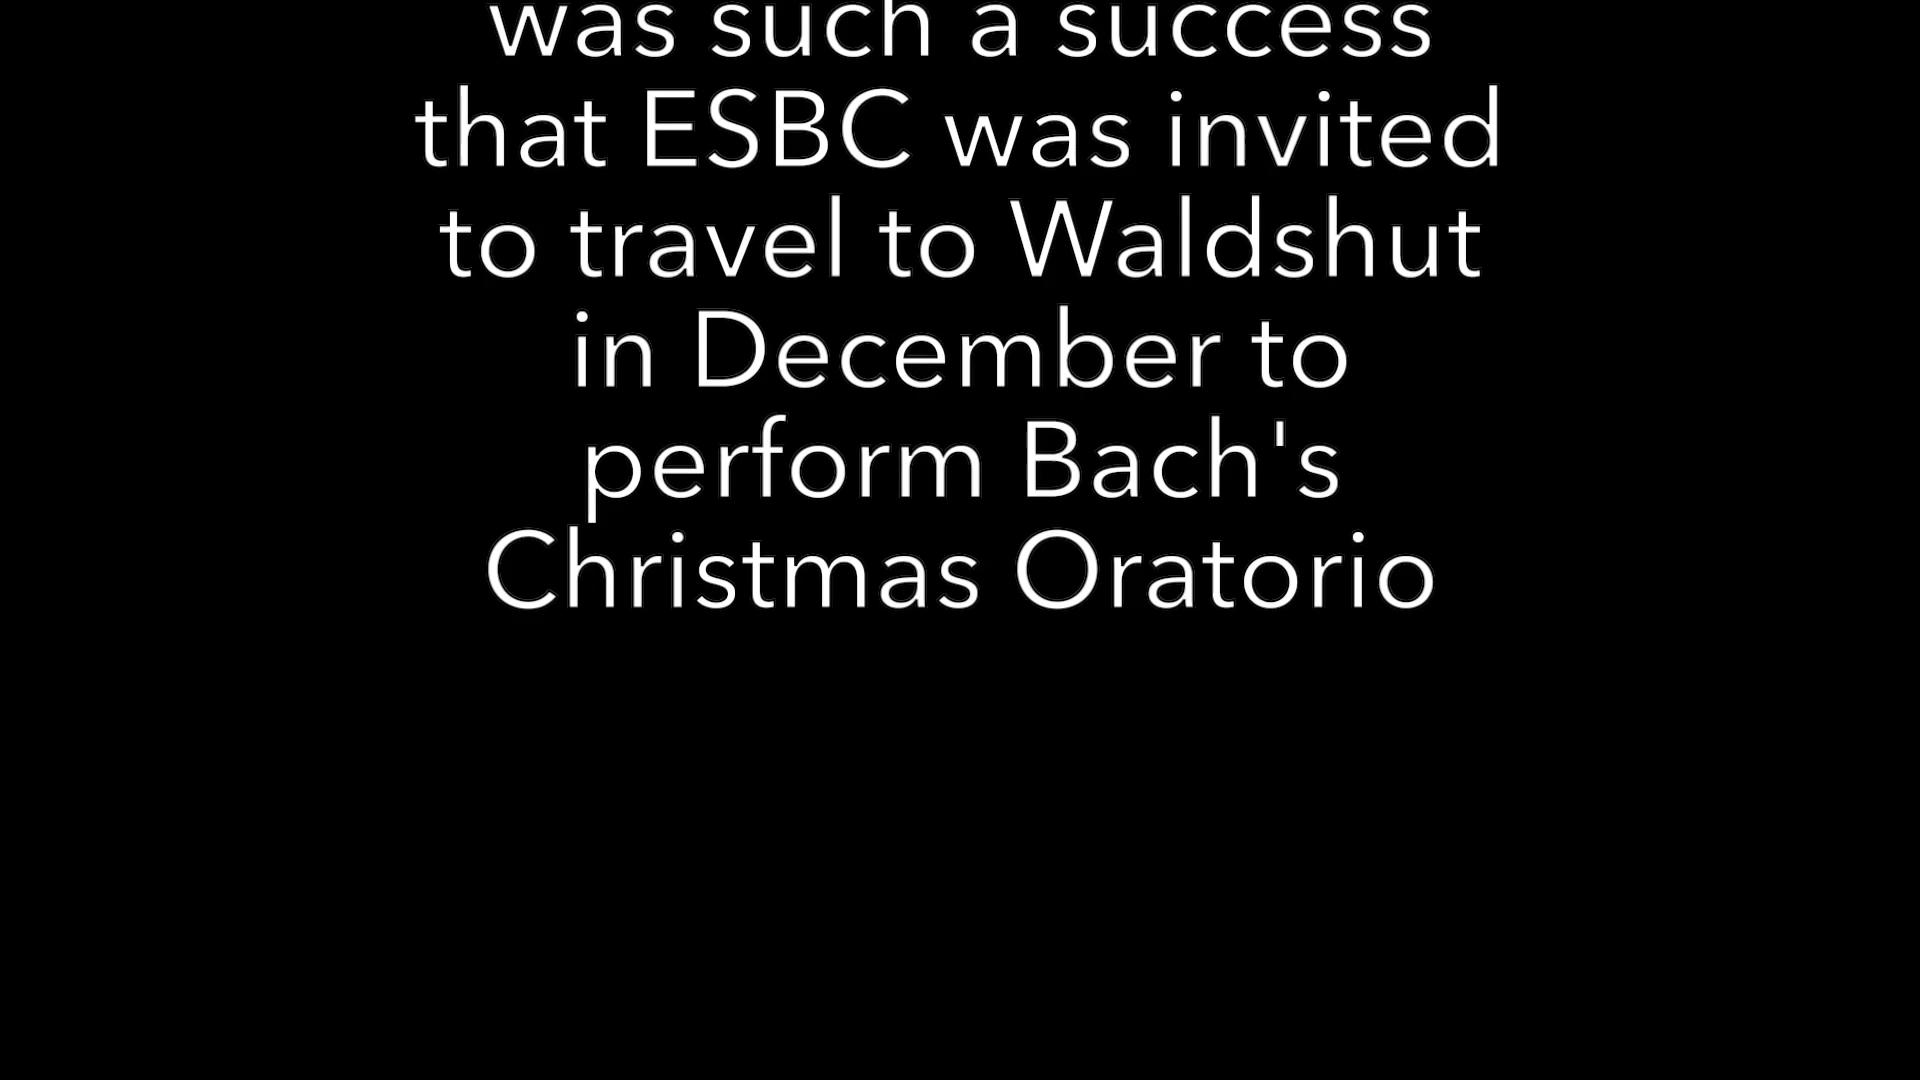 was such a success
that ESBC was invited
to travel to Waldshut
in December to
perform Bach's
Christmas Oratorio